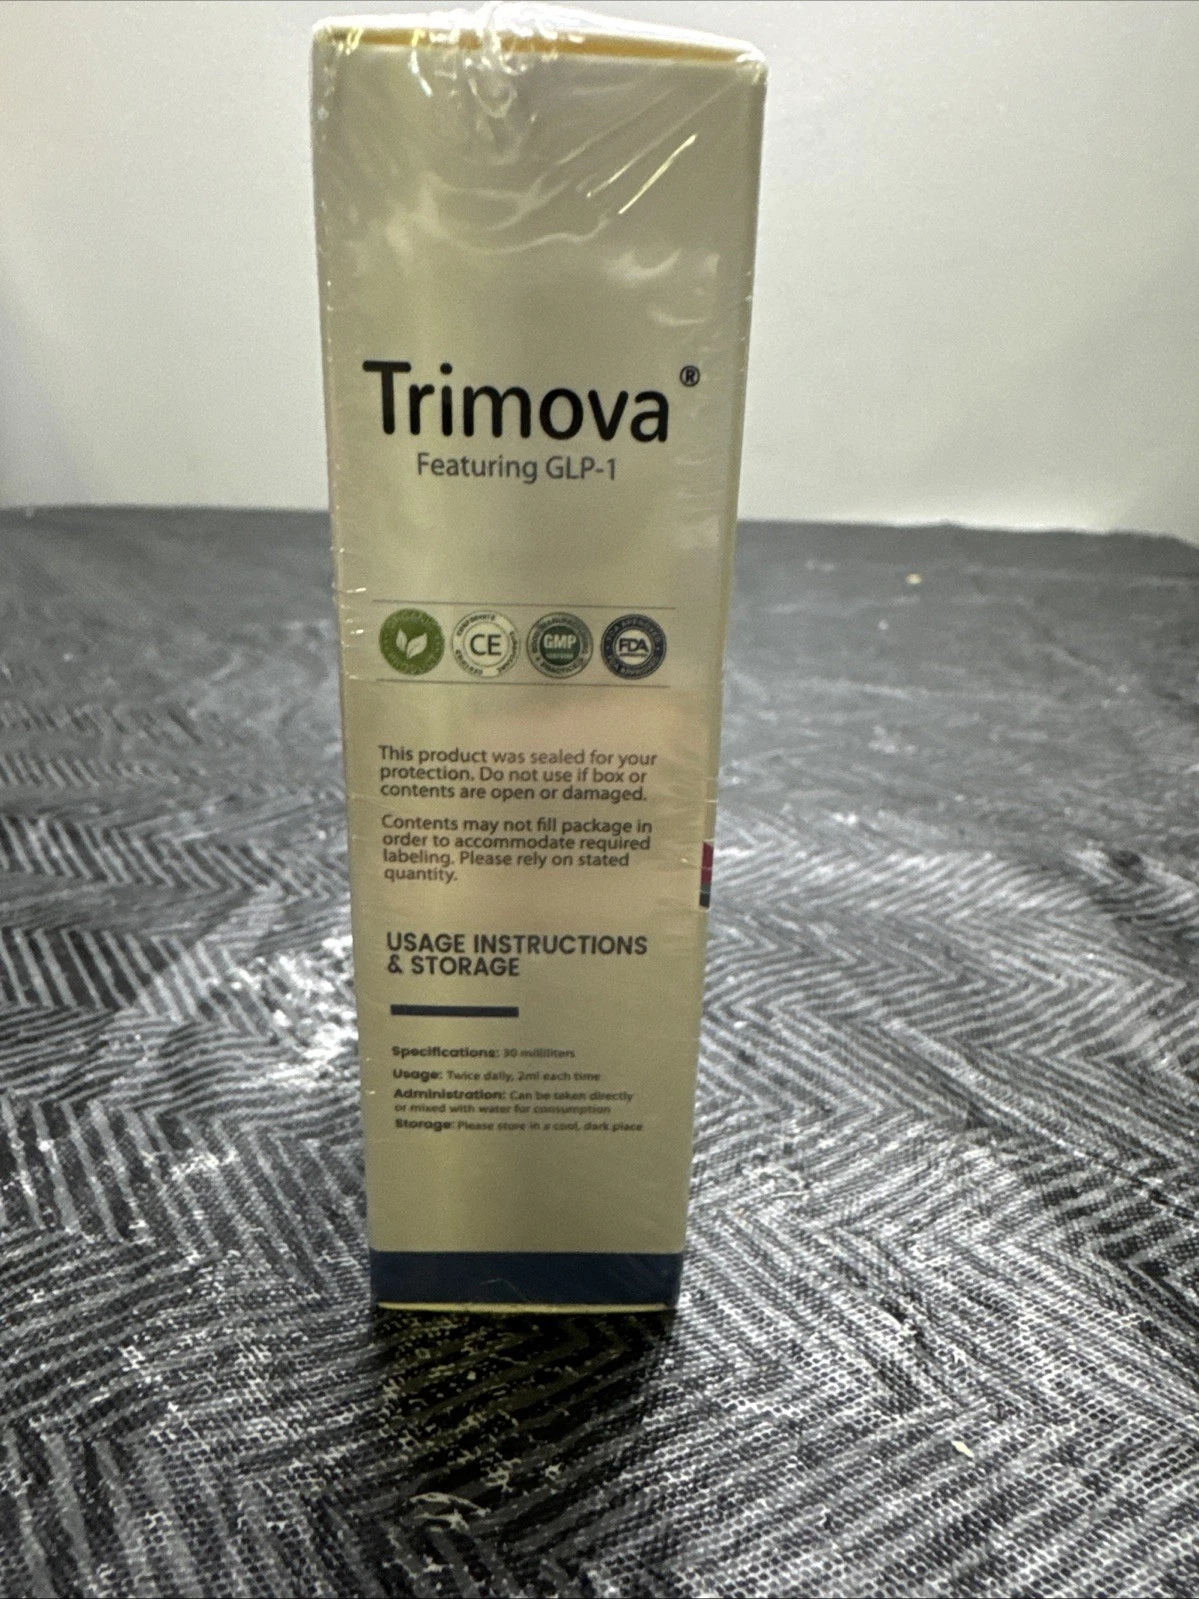 Trimova®
Featuring GLP-1
CE
GMP
FDA
This product was sealed for your
protection. Do not use if box or
contents are open or damaged.
Contents may not fill package in
order to accommodate required
labeling. Please rely on stated
quantity.
USAGE INSTRUCTIONS
& STORAGE
Specifications: 30 milliliters
Usage: Twice daily, 2ml each time
Administration: Can be taken directly
or mixed with water for consumption
Storage: Please store in a cool, dark place